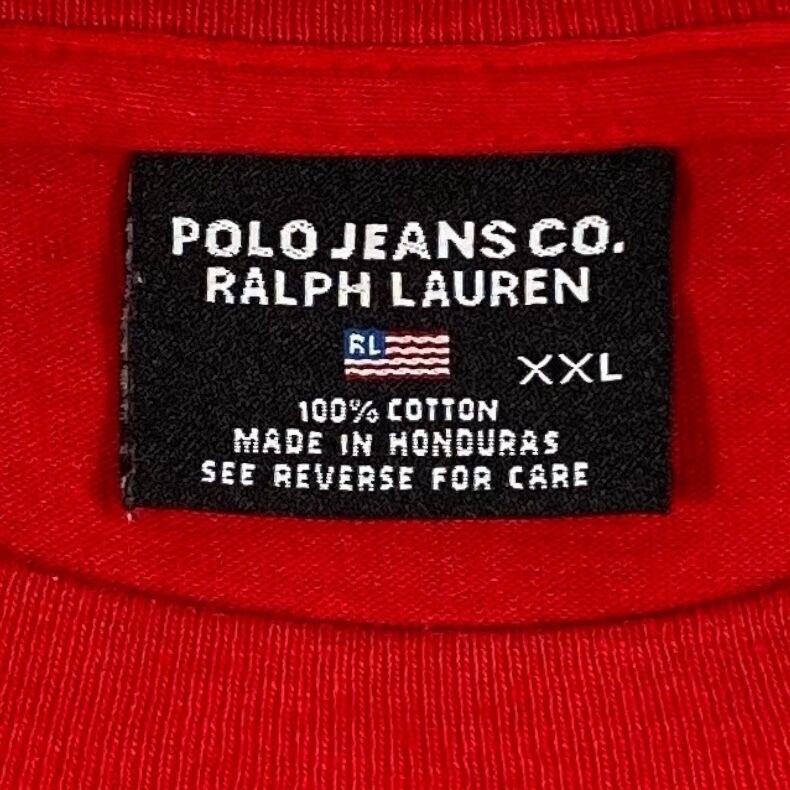 POLO JEANS CO.
RALPH LAUREN
RL
XXL
100% COTTON
MADE IN HONDURAS
SEE REVERSE FOR CARE